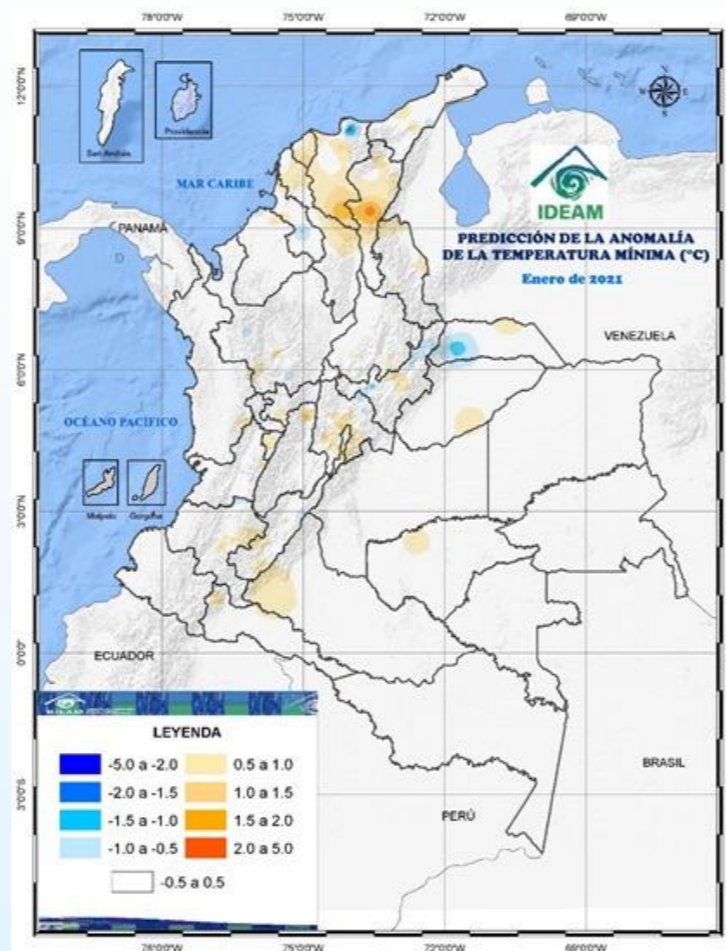 78°0'0"W 75°0'0"W 72°0'0"W 69°0'0"W
12°0'0"N
9°0'0"N
6°0'0"N
3°0'0"N
0°0'0"
3°0'0"S
San Andrés
Providencia
MAR CARIBE
PANAMÁ
IDEAM
PREDICCIÓN DE LA ANOMALÍA
DE LA TEMPERATURA MÍNIMA (°C)
Enero de 2021
VENEZUELA
OCÉANO PACÍFICO
Malpelo
Gorgona
ECUADOR
BRASIL
PERÚ
IDEAM
LEYENDA
-5.0 a -2.0 0.5 a 1.0
-2.0 a -1.5 1.0 a 1.5
-1.5 a -1.0 1.5 a 2.0
-1.0 a -0.5 2.0 a 5.0
-0.5 a 0.5
78°0'0"W 75°0'0"W 72°0'0"W 69°0'0"W